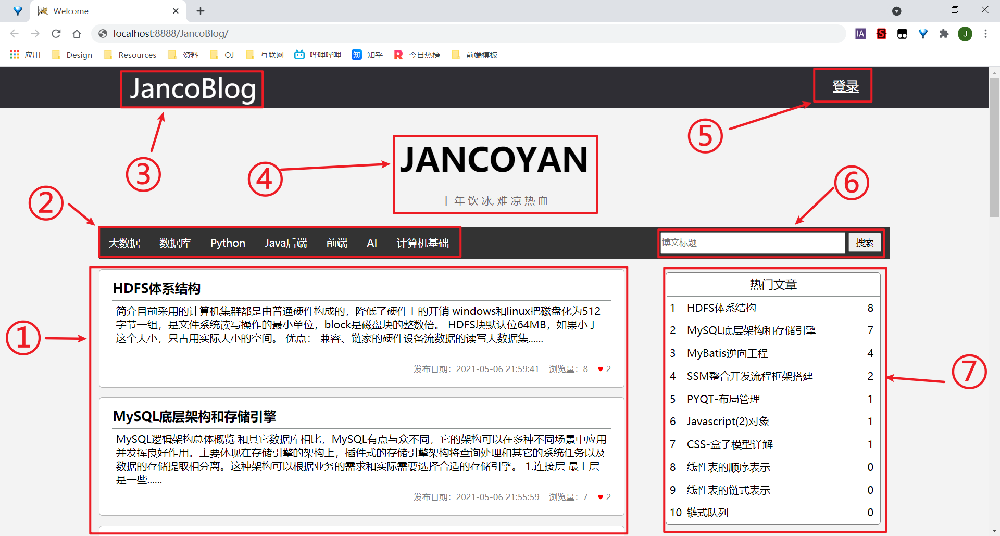 Welcome
localhost:8888/JancoBlog/
IA
S
J
应用 Design Resources 资料 OJ 互联网 哔哩哔哩 知 知乎 R 今日热榜 前端模板
JancoBlog
登录
③
⑤
JANCOYAN
④
十年饮冰,难凉热血
⑥
②
大数据 数据库 Python Java后端 前端 AI 计算机基础
博文标题 搜索
①
HDFS体系结构
简介目前采用的计算机集群都是由普通硬件构成的，降低了硬件上的开销 windows和linux把磁盘化为512
字节一组，是文件系统读写操作的最小单位，block是磁盘块的整数倍。 HDFS块默认位64MB，如果小于
这个大小，只占用实际大小的空间。 优点： 兼容、链家的硬件设备流数据的读写大数据集......
发布日期：2021-05-06 21:59:41 浏览量：8 ♥ 2
MySQL底层架构和存储引擎
MySQL逻辑架构总体概览 和其它数据库相比，MySQL有点与众不同，它的架构可以在多种不同场景中应用
并发挥良好作用。主要体现在存储引擎的架构上，插件式的存储引擎架构将查询处理和其它的系统任务以及
数据的存储提取相分离。这种架构可以根据业务的需求和实际需要选择合适的存储引擎。 1.连接层 最上层
是一些......
发布日期：2021-05-06 21:55:59 浏览量：7 ♥ 2
热门文章
1 HDFS体系结构 8
2 MySQL底层架构和存储引擎 7
3 MyBatis逆向工程 4
4 SSM整合开发流程框架搭建 2
5 PYQT-布局管理 1
6 Javascript(2)对象 1
7 CSS-盒子模型详解 1
8 线性表的顺序表示 0
9 线性表的链式表示 0
10 链式队列 0
⑦